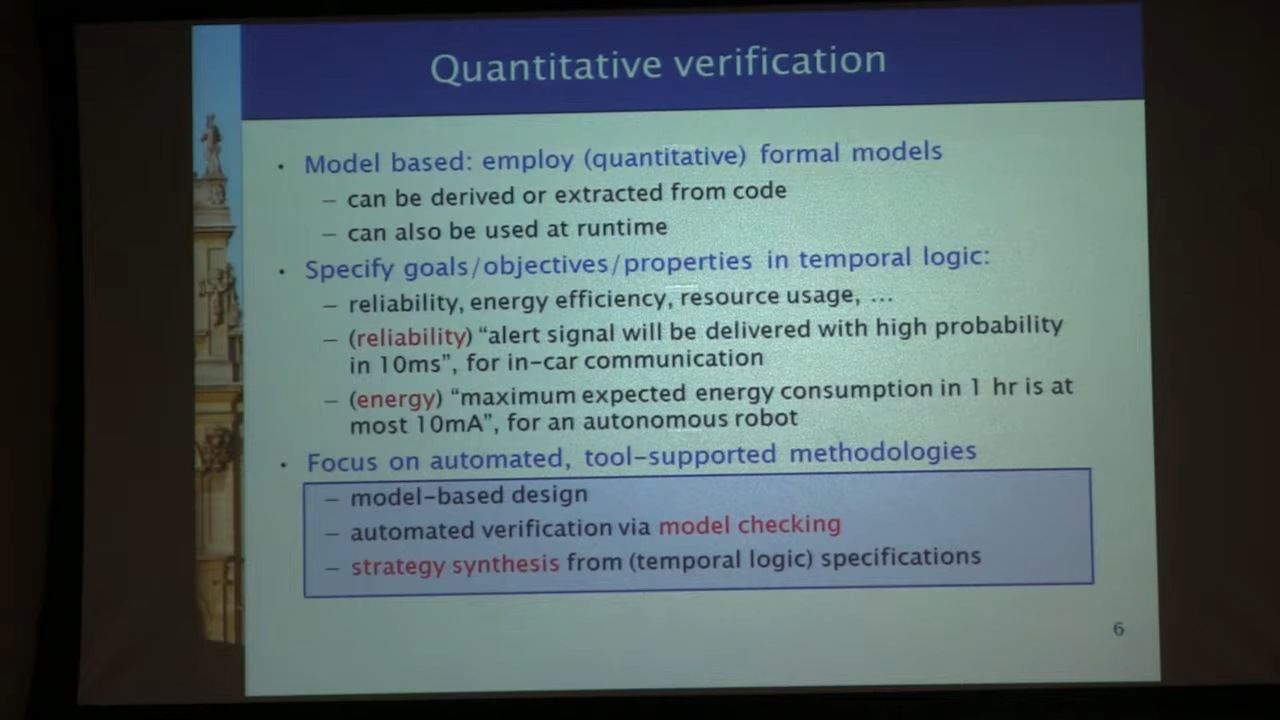 Quantitative verification
· Model based: employ (quantitative) formal models
– can be derived or extracted from code
– can also be used at runtime
· Specify goals/objectives/properties in temporal logic:
– reliability, energy efficiency, resource usage, ...
– (reliability) “alert signal will be delivered with high probability
in 10ms”, for in-car communication
– (energy) “maximum expected energy consumption in 1 hr is at
most 10mA”, for an autonomous robot
· Focus on automated, tool-supported methodologies
– model-based design
– automated verification via model checking
– strategy synthesis from (temporal logic) specifications
6